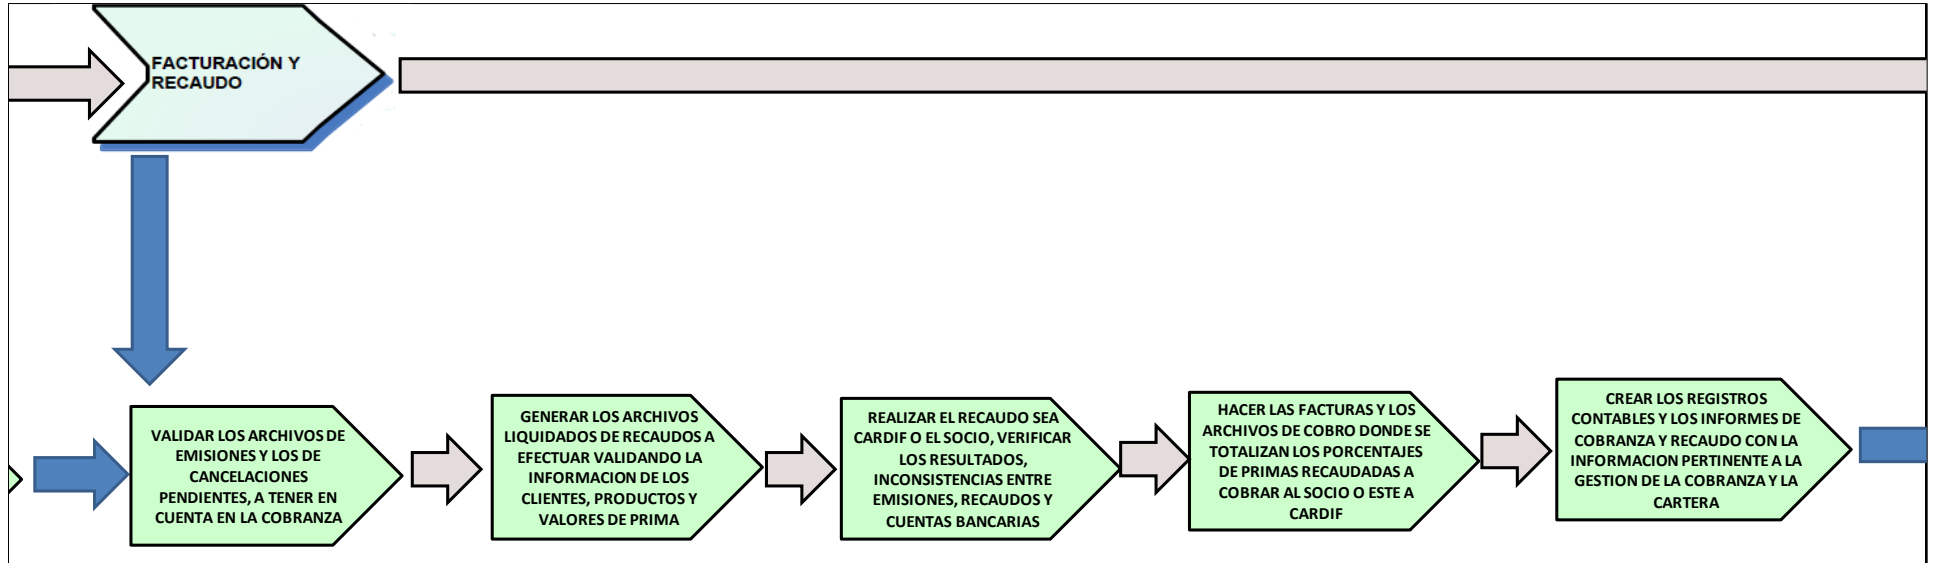 FACTURACIÓN Y
RECAUDO
VALIDAR LOS ARCHIVOS DE
EMISIONES Y LOS DE
CANCELACIONES
PENDIENTES, A TENER EN
CUENTA EN LA COBRANZA
GENERAR LOS ARCHIVOS
LIQUIDADOS DE RECAUDOS A
EFECTUAR VALIDANDO LA
INFORMACION DE LOS
CLIENTES, PRODUCTOS Y
VALORES DE PRIMA
REALIZAR EL RECAUDO SEA
CARDIF O EL SOCIO, VERIFICAR
LOS RESULTADOS,
INCONSISTENCIAS ENTRE
EMISIONES, RECAUDOS Y
CUENTAS BANCARIAS
HACER LAS FACTURAS Y LOS
ARCHIVOS DE COBRO DONDE SE
TOTALIZAN LOS PORCENTAJES
DE PRIMAS RECAUDADAS A
COBRAR AL SOCIO O ESTE A
CARDIF
CREAR LOS REGISTROS
CONTABLES Y LOS INFORMES DE
COBRANZA Y RECAUDO CON LA
INFORMACION PERTINENTE A LA
GESTION DE LA COBRANZA Y LA
CARTERA